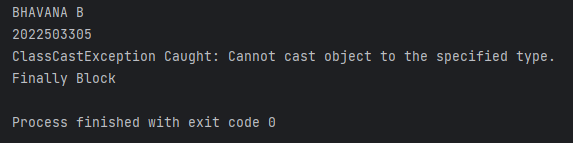 BHAVANA B
2022503305
ClassCastException Caught: Cannot cast object to the specified type.
Finally Block
Process finished with exit code 0